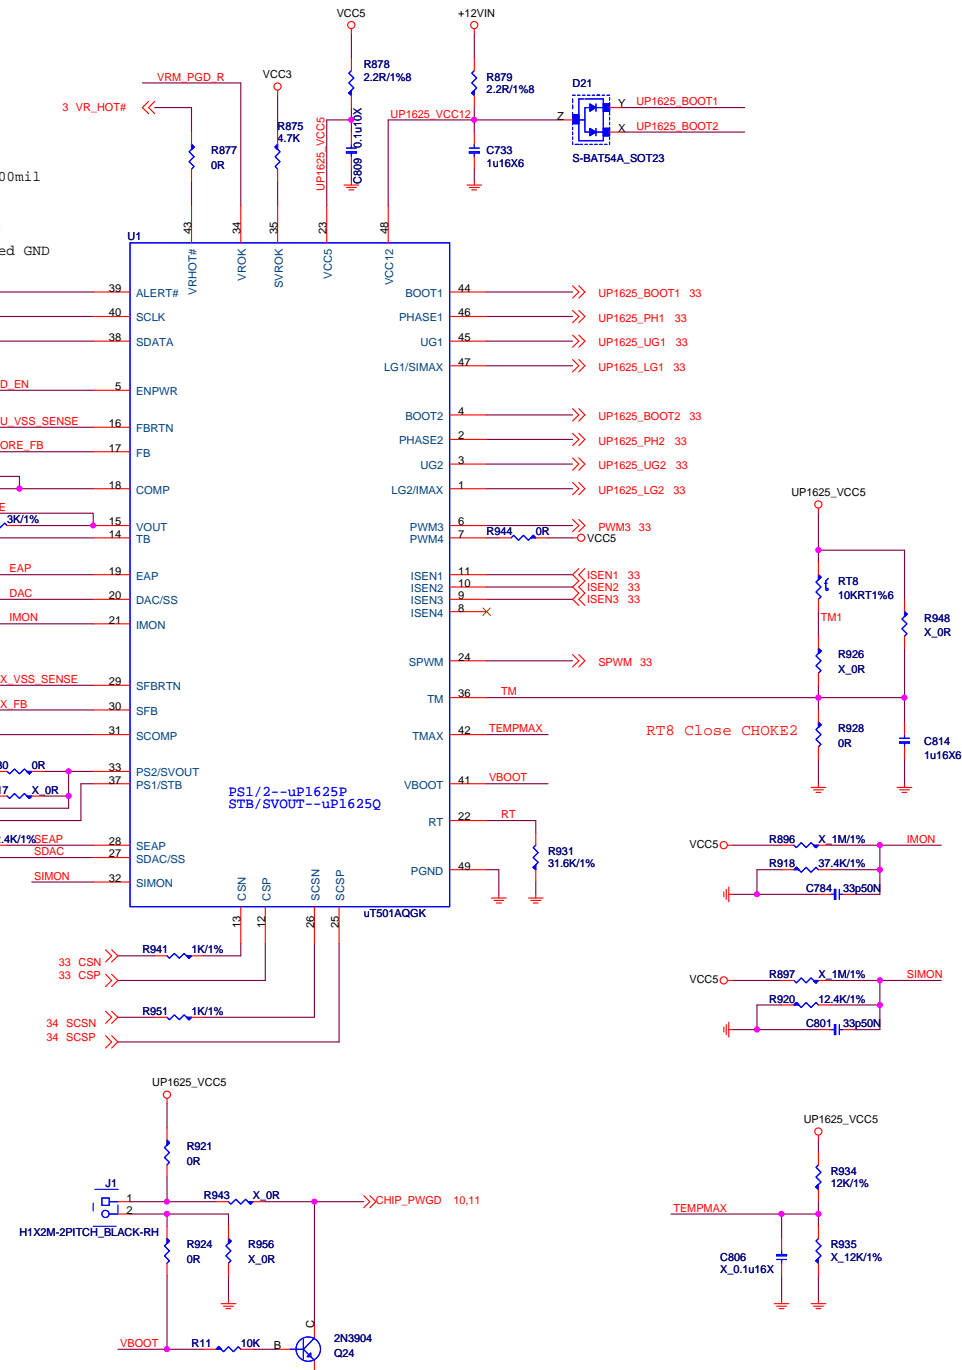 VCC5
+12VIN
R878
2.2R/1%8
R879
2.2R/1%8
D21
VRM_PGD_R
VCC3
3 VR_HOT#
Y UP1625_BOOT1
X UP1625_BOOT2
Z
UP1625_VCC12
R875
4.7K
R877
0R
UP1625_VCC5
C809 0.1u10X
C733
1u16X6
S-BAT54A_SOT23
00mil
ed GND
U1
43
34
35
23
48
VRHOT#
VROK
SVROK
VCC5
VCC12
39 ALERT#
40 SCLK
38 SDATA
D_EN 5 ENPWR
U_VSS_SENSE 16 FBRTN
ORE_FB 17 FB
18 COMP
E
3K/1%
15 VOUT
14 TB
EAP 19 EAP
DAC 20 DAC/SS
IMON 21 IMON
X_VSS_SENSE 29 SFBRTN
X_FB 30 SFB
31 SCOMP
30 0R 33 PS2/SVOUT
17 X_0R 37 PS1/STB
.4K/1% SEAP 28 SEAP
SDAC 27 SDAC/SS
SIMON 32 SIMON
BOOT1 44 UP1625_BOOT1 33
PHASE1 46 UP1625_PH1 33
UG1 45 UP1625_UG1 33
LG1/SIMAX 47 UP1625_LG1 33
BOOT2 4 UP1625_BOOT2 33
PHASE2 2 UP1625_PH2 33
UG2 3 UP1625_UG2 33
LG2/IMAX 1 UP1625_LG2 33
PWM3 6 PWM3 33
PWM4 7 R944 0R VCC5
ISEN1 11 ISEN1 33
ISEN2 10 ISEN2 33
ISEN3 9 ISEN3 33
ISEN4 8
SPWM 24 SPWM 33
TM 36 TM
TMAX 42 TEMPMAX
VBOOT 41 VBOOT
RT 22 RT
PGND 49
R931
31.6K/1%
PS1/2--uP1625P
STB/SVOUT--uP1625Q
CSN
CSP
SCSN
SCSP
13
12
26
25
uT501AQGK
UP1625_VCC5
RT8
10KRT1%6
TM1
R948
X_0R
R926
X_0R
RT8 Close CHOKE2
R928
0R
C814
1u16X6
VCC5 R896 X_1M/1% IMON
R918 37.4K/1%
C784 33p50N
VCC5 R897 X_1M/1% SIMON
R920 12.4K/1%
C801 33p50N
R941 1K/1%
33 CSN
33 CSP
R951 1K/1%
34 SCSN
34 SCSP
UP1625_VCC5
R921
0R
J1
1
2
R943 X_0R
CHIP_PWGD 10,11
H1X2M-2PITCH_BLACK-RH
R924
0R
R956
X_0R
VBOOT R11 10K B
C
2N3904
Q24
UP1625_VCC5
R934
12K/1%
TEMPMAX
R935
X_12K/1%
C806
X_0.1u16X